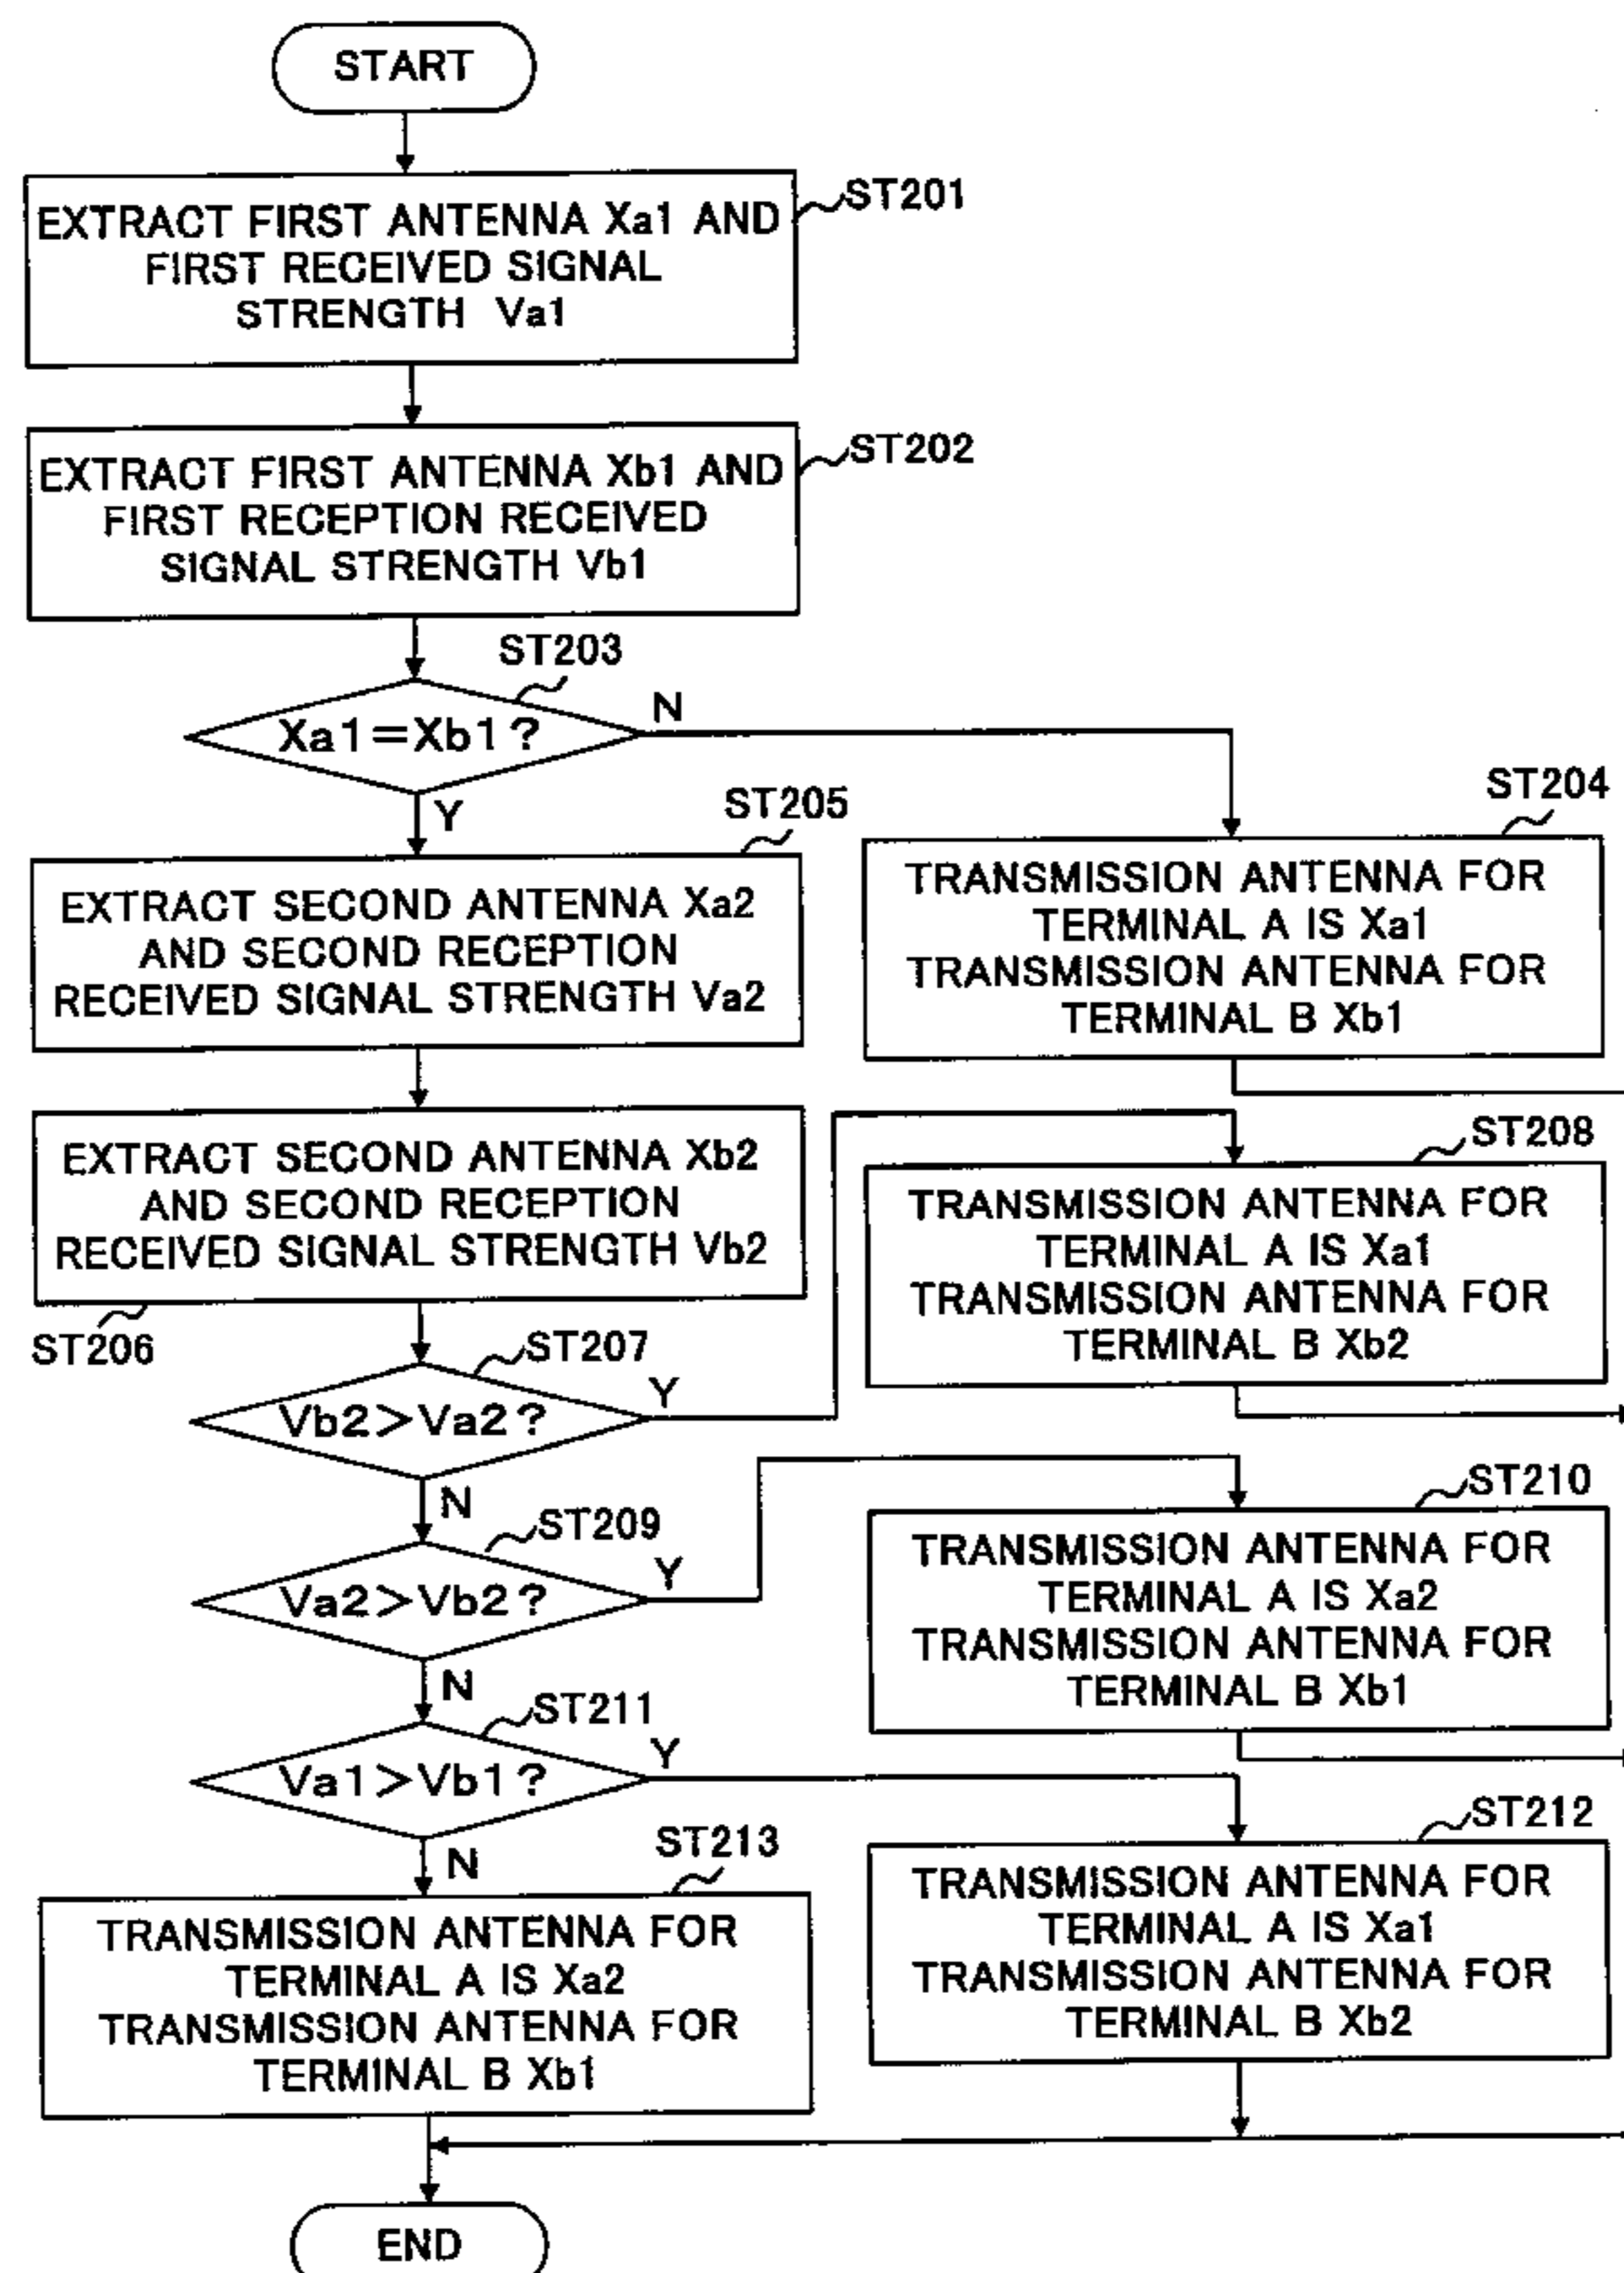 START
ST201
EXTRACT FIRST ANTENNA Xa1 AND
FIRST RECEIVED SIGNAL
STRENGTH Va1
ST202
EXTRACT FIRST ANTENNA Xb1 AND
FIRST RECEPTION RECEIVED
SIGNAL STRENGTH Vb1
ST203
Xa1=Xb1?
N
Y
ST204
TRANSMISSION ANTENNA FOR
TERMINAL A IS Xa1
TRANSMISSION ANTENNA FOR
TERMINAL B Xb1
ST205
EXTRACT SECOND ANTENNA Xa2
AND SECOND RECEPTION
RECEIVED SIGNAL STRENGTH Va2
EXTRACT SECOND ANTENNA Xb2
AND SECOND RECEPTION
RECEIVED SIGNAL STRENGTH Vb2
ST206
ST207
Vb2>Va2?
Y
N
ST208
TRANSMISSION ANTENNA FOR
TERMINAL A IS Xa1
TRANSMISSION ANTENNA FOR
TERMINAL B Xb2
ST209
Va2>Vb2?
Y
N
ST210
TRANSMISSION ANTENNA FOR
TERMINAL A IS Xa2
TRANSMISSION ANTENNA FOR
TERMINAL B Xb1
ST211
Va1>Vb1?
Y
N
ST212
TRANSMISSION ANTENNA FOR
TERMINAL A IS Xa1
TRANSMISSION ANTENNA FOR
TERMINAL B Xb2
ST213
TRANSMISSION ANTENNA FOR
TERMINAL A IS Xa2
TRANSMISSION ANTENNA FOR
TERMINAL B Xb1
END